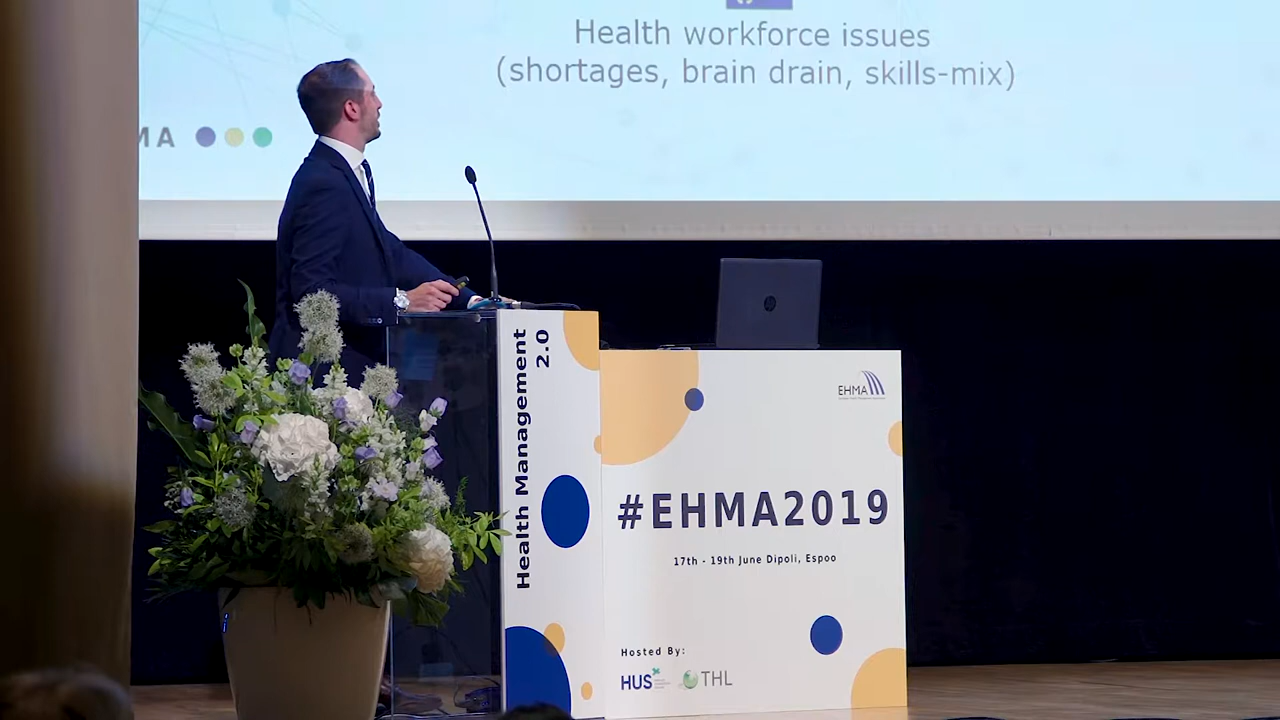 Health workforce issues
(shortages, brain drain, skills-mix)
MA
Health Management
2.0
EHMA
#EHMA2019
17th - 19th June Dipoli, Espoo
Hosted By:
HUS
THL
hp